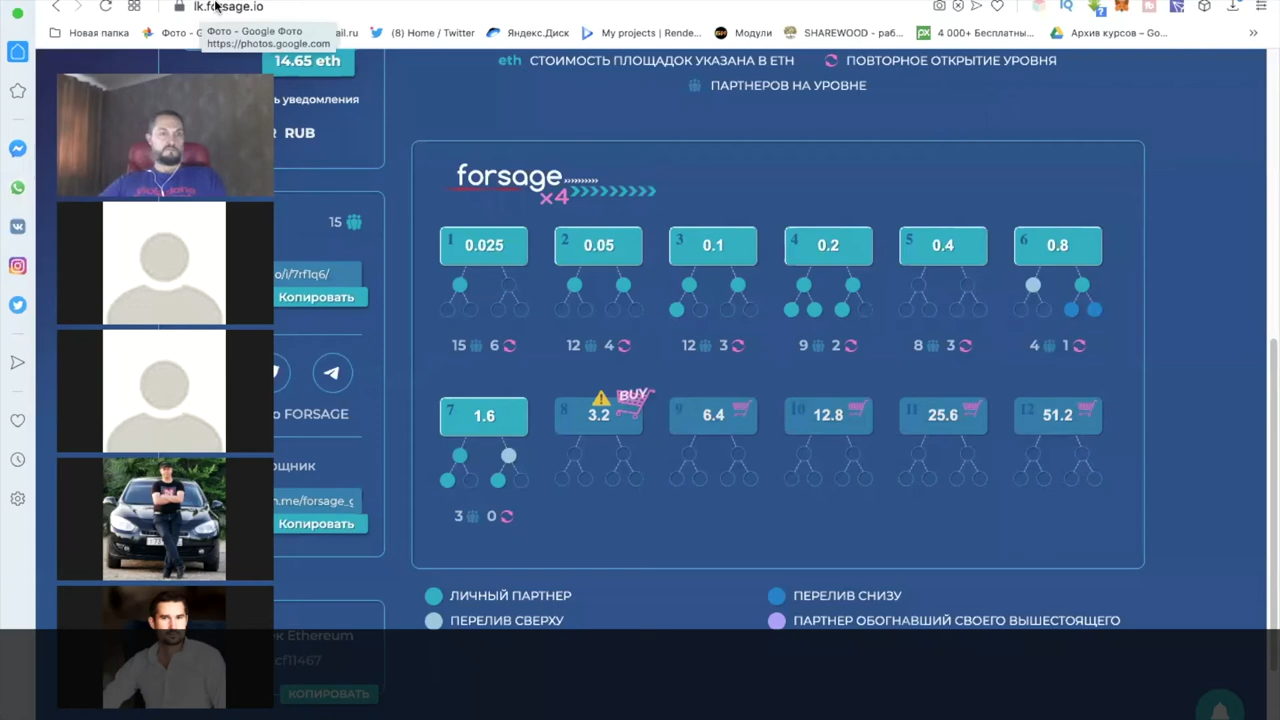 lk.forsage.io
Новая папка
Фото - G
ail.ru
(8) Home / Twitter
Яндекс.Диск
My projects | Rende...
Модули
SHAREWOOD - раб...
4 000+ Бесплатны...
Архив курсов – Go...
Фото - Google Фото
https://photos.google.com
14.65 eth
ь уведомления
RUB
eth СТОИМОСТЬ ПЛОЩАДОК УКАЗАНА В ETH
ПОВТОРНОЕ ОТКРЫТИЕ УРОВНЯ
ПАРТНЕРОВ НА УРОВНЕ
15
o/i/7rf1q6/
Копировать
о FORSAGE
ощник
n.me/forsage_g
Копировать
ек Ethereum
cf11467
КОПИРОВАТЬ
forsage
x4
1 0.025
2 0.05
3 0.1
4 0.2
5 0.4
6 0.8
15 6
12 4
12 3
9 2
8 3
4 1
7 1.6
8 3.2
BUY
9 6.4
10 12.8
11 25.6
12 51.2
3 0
ЛИЧНЫЙ ПАРТНЕР
ПЕРЕЛИВ СНИЗУ
ПЕРЕЛИВ СВЕРХУ
ПАРТНЕР ОБОГНАВШИЙ СВОЕГО ВЫШЕСТОЯЩЕГО